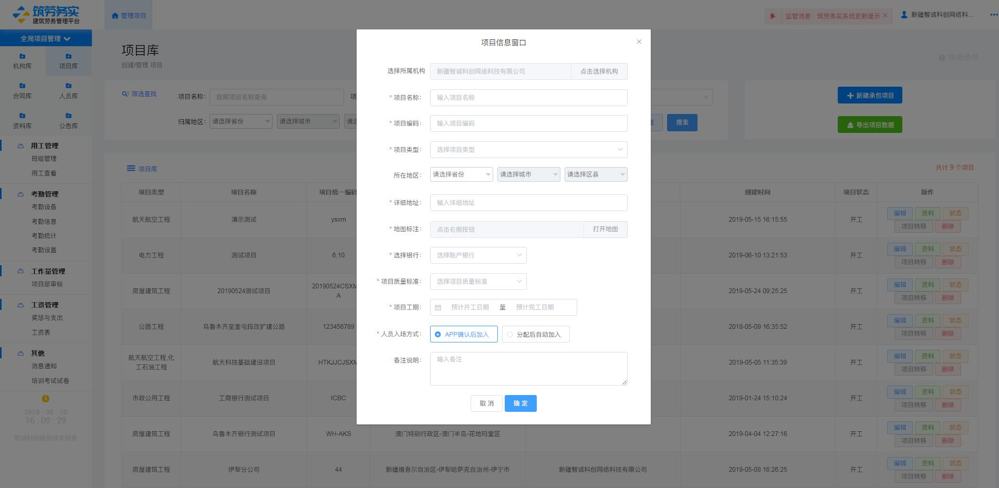 筑劳务实
建筑劳务管理平台
管理项目
监管消息：筑劳务实系统更新提示
新疆智诚科创网络科...
全局项目管理
机构库
项目库
合同库
人员库
资料库
公告库
用工管理
班组管理
用工查看
考勤管理
考勤设备
考勤信息
考勤统计
考勤设置
工作量管理
项目部审核
工资管理
奖惩与支出
工资表
其他
消息通知
培训考试试卷
2019 - 06 - 10
16 : 09 : 29
智诚科创提供技术服务
项目库
创建/管理 项目
快速使用
筛选查找
项目名称：
按照项目名称查询
项
归属地区：
请选择省份
请选择城市
请选
搜索
新建承包项目
导出项目数据
项目库
共计 9 个项目
项目类型 项目名称 项目统一编码 创建时间 项目状态 操作
航天航空工程 演示测试 ysxm 2019-05-15 16:15:55 开工 编辑 资料 状态
项目转移 删除
电力工程 测试项目 6.10 2019-06-10 13:21:53 开工 编辑 资料 状态
项目转移 删除
房屋建筑工程 20190524测试项目 20190524CSXM
A 2019-05-24 09:25:25 开工 编辑 资料 状态
项目转移 删除
公路工程 乌鲁木齐至奎屯段改扩建公路 123456789 2018-05-09 16:35:52 开工 编辑 资料 状态
项目转移 删除
航天航空工程,化
工石油工程 航天科技基础建设项目 HTKJJCJSXM 2019-05-05 11:35:39 开工 编辑 资料 状态
项目转移 删除
市政公用工程 工商银行测试项目 ICBC 2019-01-24 15:10:24 开工 编辑 资料 状态
项目转移 删除
房屋建筑工程 乌鲁木齐银行测试项目 WH-AKS 澳门特别行政区-澳门半岛-花地玛堂区 2019-04-04 12:27:16 开工 编辑 资料 状态
项目转移 删除
房屋建筑工程 伊犁分公司 44 新疆维吾尔自治区-伊犁哈萨克自治州-伊宁市 新疆智诚科创网络科技有限公司 2019-05-08 16:26:25 开工 编辑 资料 状态
项目转移 删除
项目信息窗口
选择所属机构 新疆智诚科创网络科技有限公司 点击选择机构
* 项目名称： 输入项目名称
* 项目编码： 输入项目编码
* 项目类型： 选择项目类型
所在地区： 请选择省份 请选择城市 请选择区县
* 详细地址： 输入详细地址
* 地图标注： 点击右侧按钮 打开地图
* 选择银行： 选择账户银行
* 项目质量标准： 选择项目质量标准
* 项目工期： 预计开工日期 至 预计完工日期
* 人员入场方式： APP确认后加入 分配后自动加入
备注说明： 输入备注
取 消 确 定